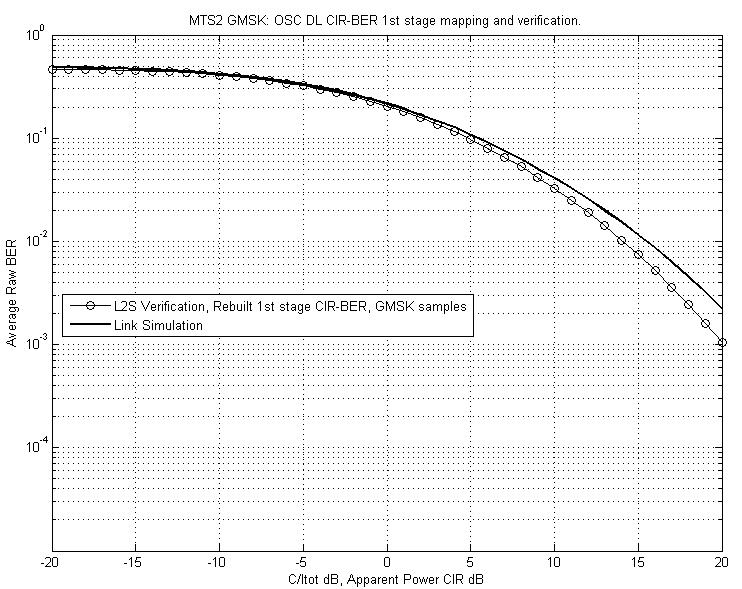 MTS2 GMSK: OSC DL CIR-BER 1st stage mapping and verification.
10^0
10^-1
10^-2
10^-3
10^-4
Average Raw BER
L2S Verification, Rebuilt 1st stage CIR-BER, GMSK samples
Link Simulation
-20 -15 -10 -5 0 5 10 15 20
C/Itot dB, Apparent Power CIR dB